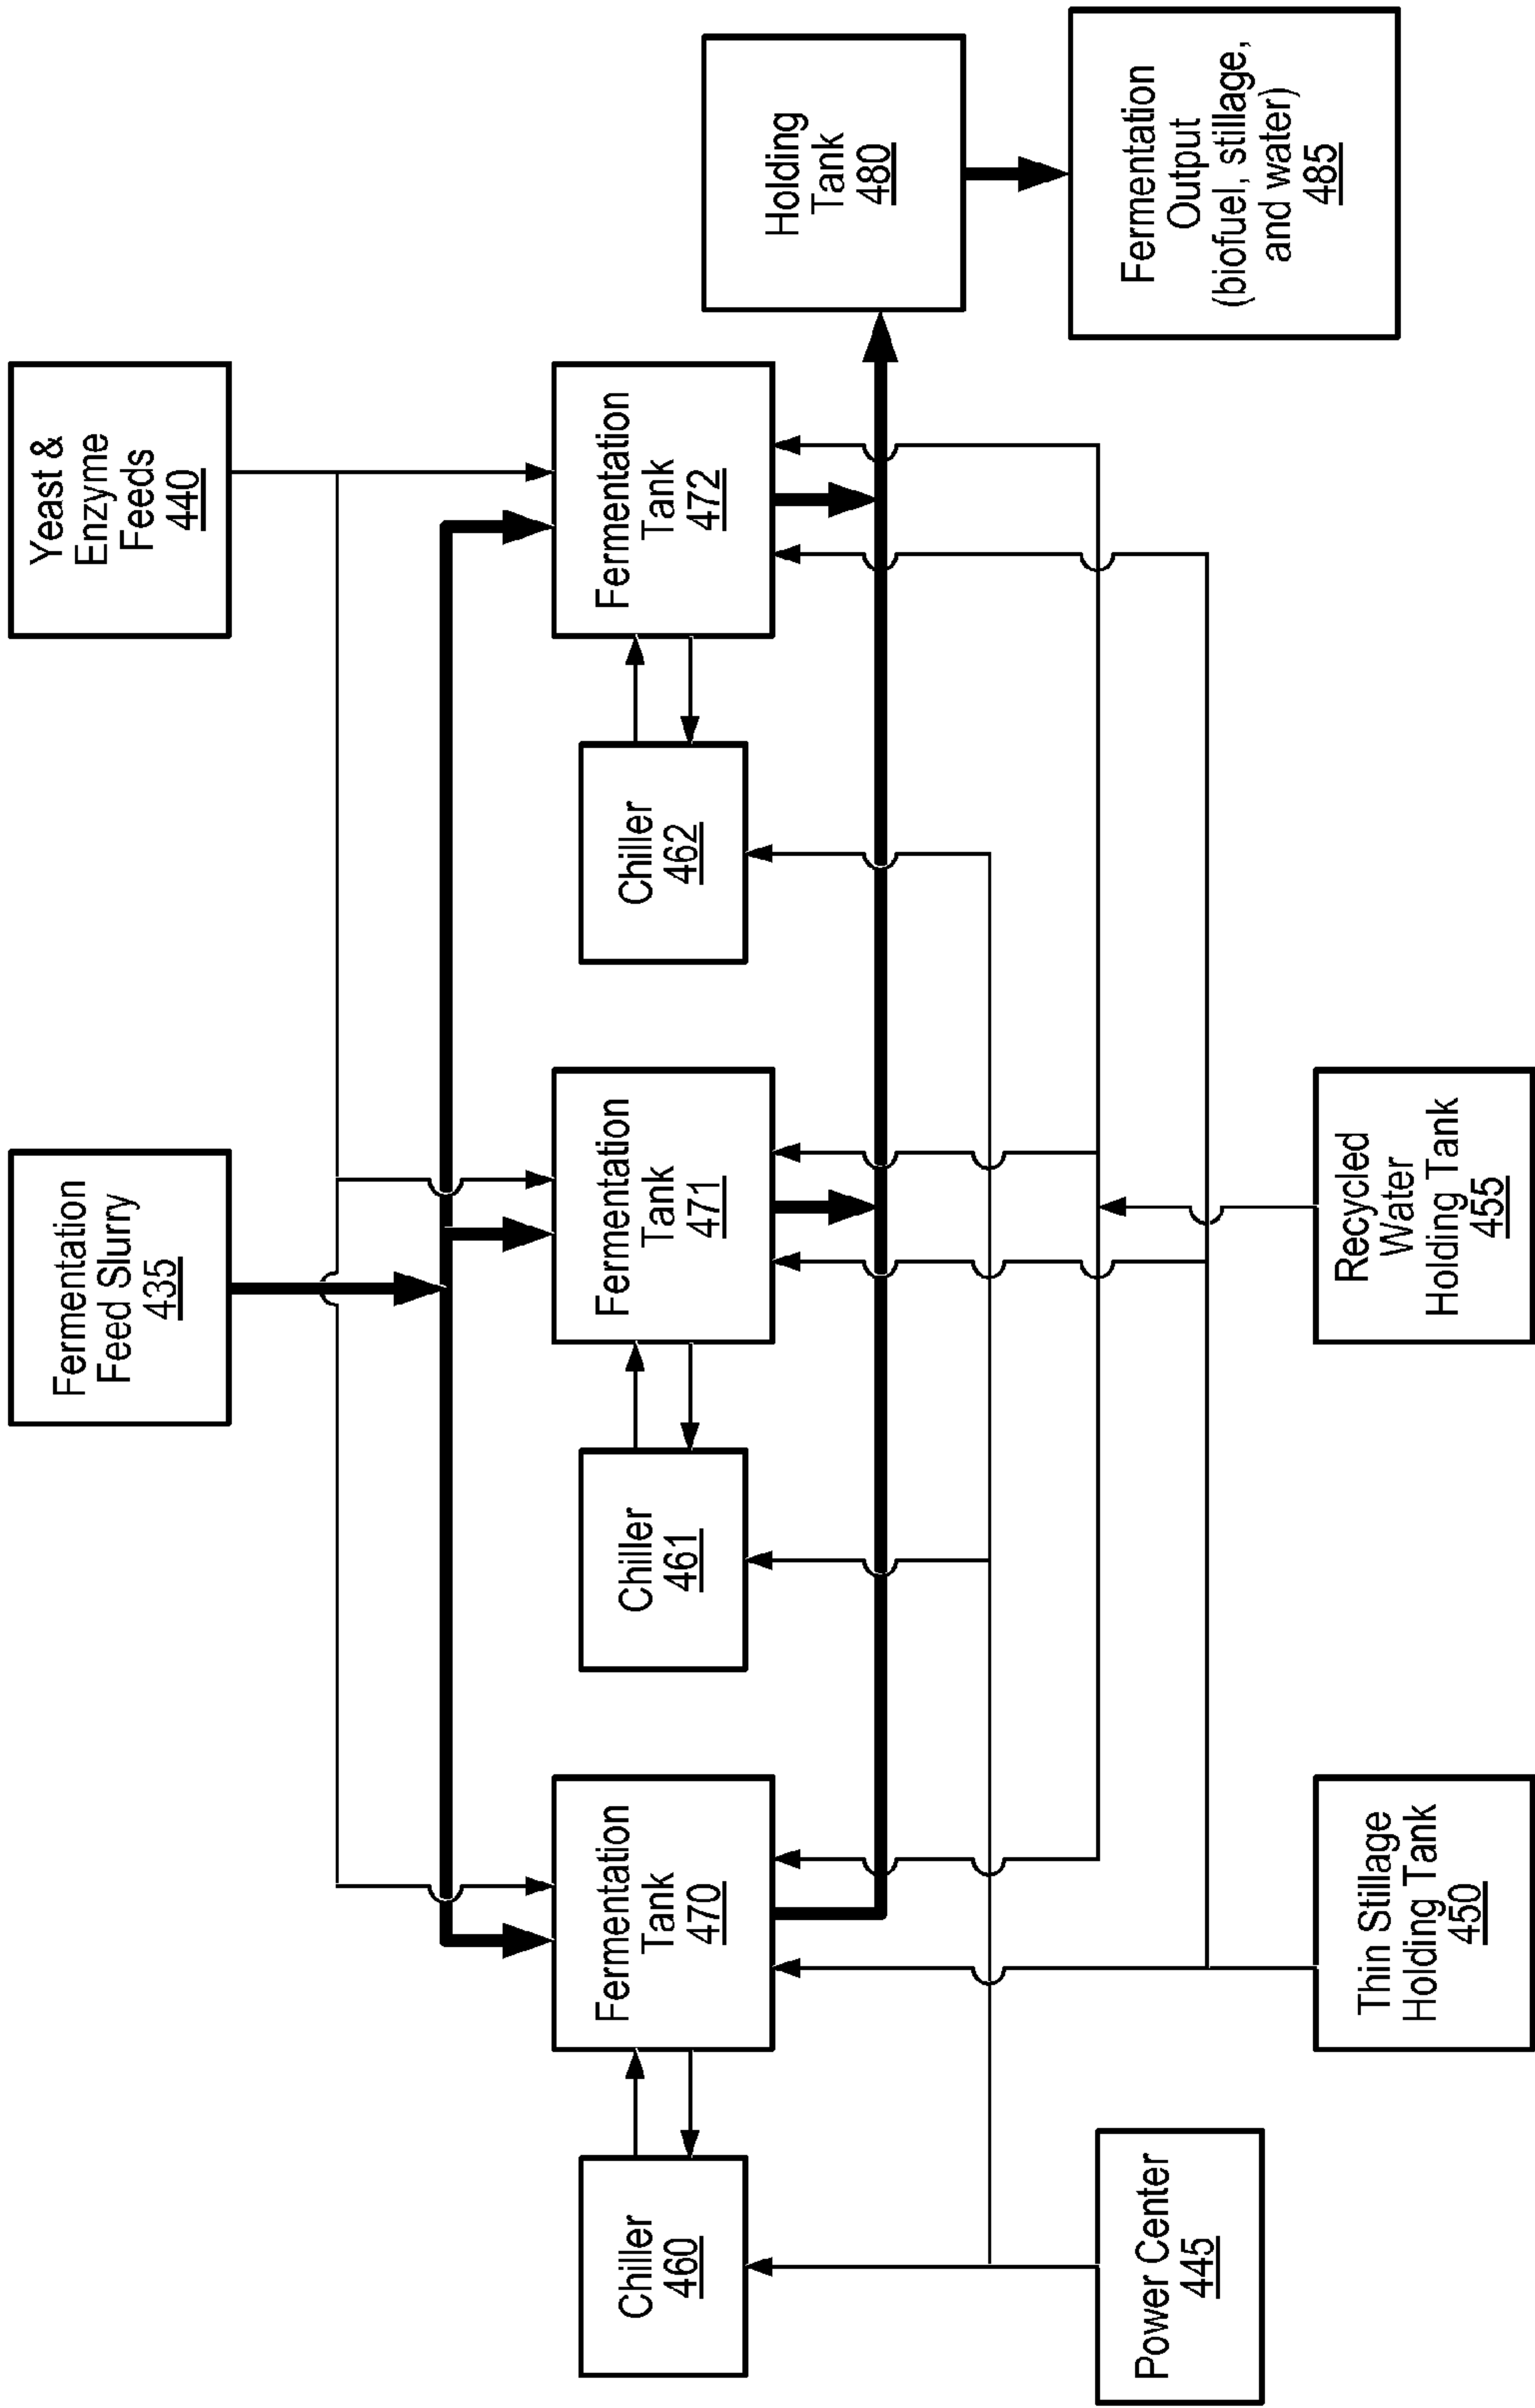 Fermentation
Feed Slurry
435
Yeast &
Enzyme
Feeds
440
Chiller
460
Fermentation
Tank
470
Chiller
461
Fermentation
Tank
471
Chiller
462
Fermentation
Tank
472
Holding
Tank
480
Power Center
445
Thin Stillage
Holding Tank
450
Recycled
Water
Holding Tank
455
Fermentation
Output
(biofuel, stillage,
and water)
485